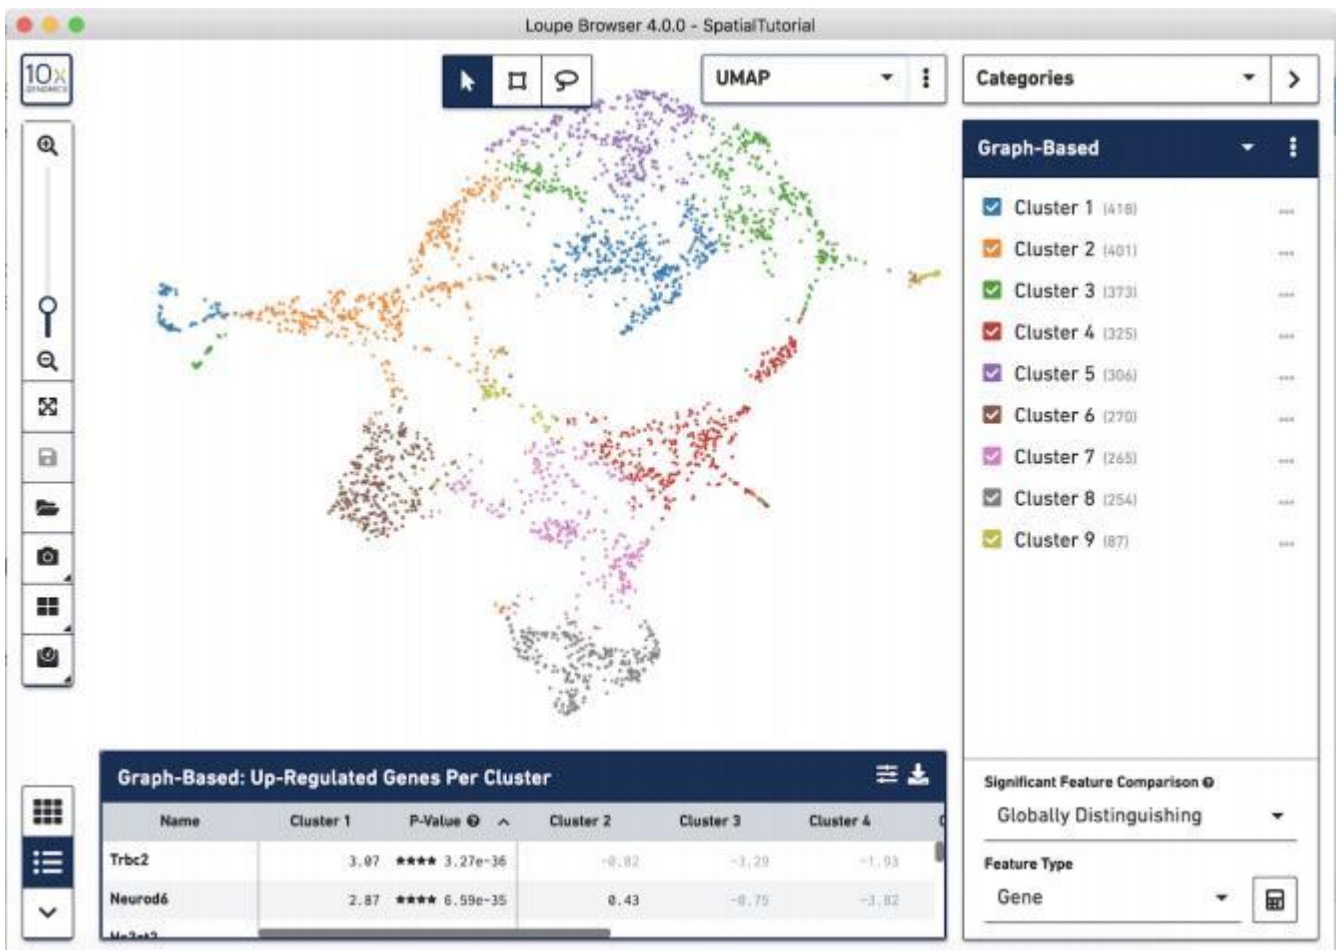 Loupe Browser 4.0.0 - SpatialTutorial
10x
GENOMICS
UMAP
Categories
Graph-Based
Cluster 1 (418)
Cluster 2 (401)
Cluster 3 (373)
Cluster 4 (325)
Cluster 5 (306)
Cluster 6 (270)
Cluster 7 (265)
Cluster 8 (254)
Cluster 9 (87)
Graph-Based: Up-Regulated Genes Per Cluster
Name Cluster 1 P-Value Cluster 2 Cluster 3 Cluster 4
Trbc2 3.07 ★★★★ 3.27e-36 -0.82 -3.29 -1.93
Neurod6 2.87 ★★★★ 6.59e-35 0.43 -0.75 -3.82
Significant Feature Comparison
Globally Distinguishing
Feature Type
Gene